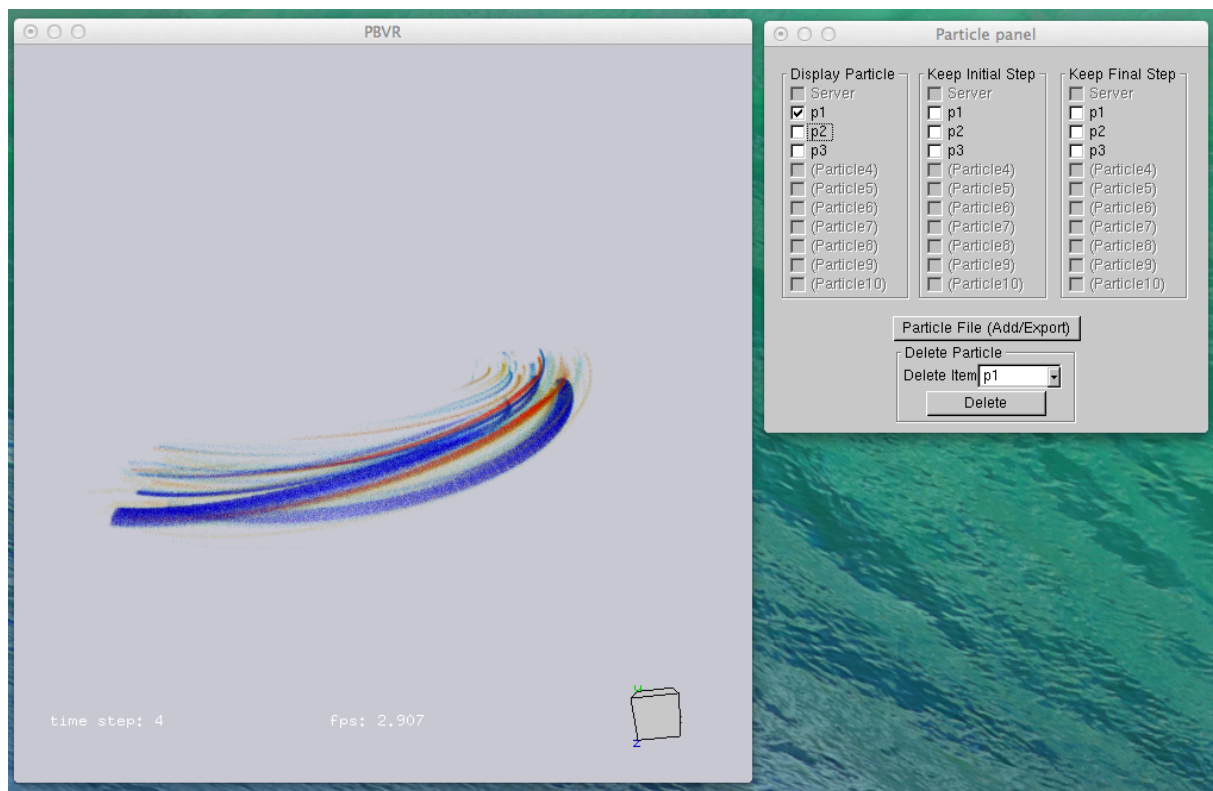 PBVR
time step: 4
fps: 2.907
y
z
Particle panel
Display Particle
Server
p1
p2
p3
(Particle4)
(Particle5)
(Particle6)
(Particle7)
(Particle8)
(Particle9)
(Particle10)
Keep Initial Step
Server
p1
p2
p3
(Particle4)
(Particle5)
(Particle6)
(Particle7)
(Particle8)
(Particle9)
(Particle10)
Keep Final Step
Server
p1
p2
p3
(Particle4)
(Particle5)
(Particle6)
(Particle7)
(Particle8)
(Particle9)
(Particle10)
Particle File (Add/Export)
Delete Particle
Delete Item p1
Delete